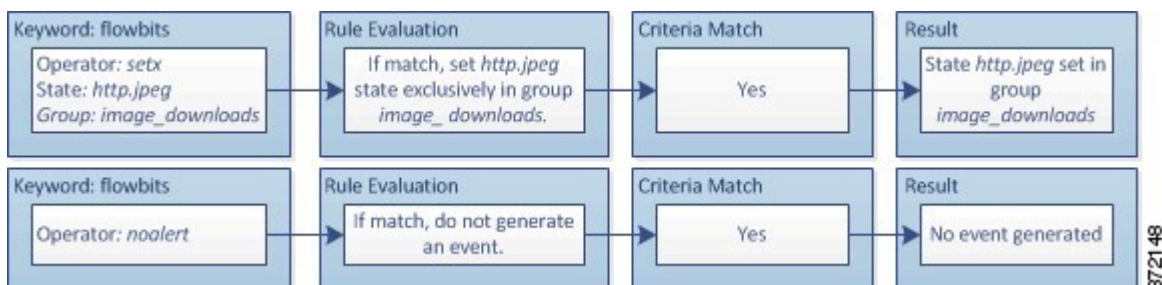 Keyword: flowbits
Operator: setx
State: http.jpeg
Group: image_downloads
Rule Evaluation
If match, set http.jpeg
state exclusively in group
image_ downloads.
Criteria Match
Yes
Result
State http.jpeg set in
group
image_downloads
Keyword: flowbits
Operator: noalert
Rule Evaluation
If match, do not generate
an event.
Criteria Match
Yes
Result
No event generated
372148